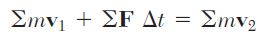 Σmv₁ + ΣF Δt = Σmv₂